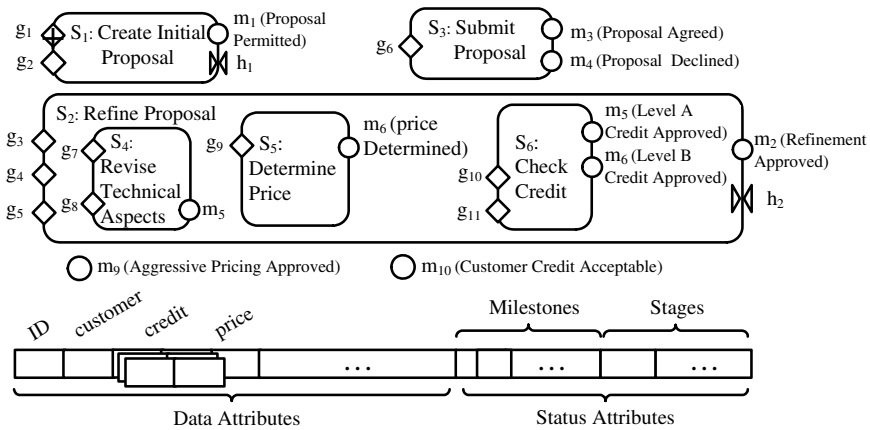 g1
g2
S1: Create Initial
Proposal
m1 (Proposal
Permitted)
h1
g6
S3: Submit
Proposal
m3 (Proposal Agreed)
m4 (Proposal Declined)
S2: Refine Proposal
g3
g4
g5
g7
g8
S4:
Revise
Technical
Aspects
m5
g9
S5:
Determine
Price
m6 (price
Determined)
g10
g11
S6:
Check
Credit
m5 (Level A
Credit Approved)
m6 (Level B
Credit Approved)
m2 (Refinement
Approved)
h2
m9 (Aggressive Pricing Approved)
m10 (Customer Credit Acceptable)
ID
customer
credit
price
Milestones
Stages
...
...
...
Data Attributes
Status Attributes